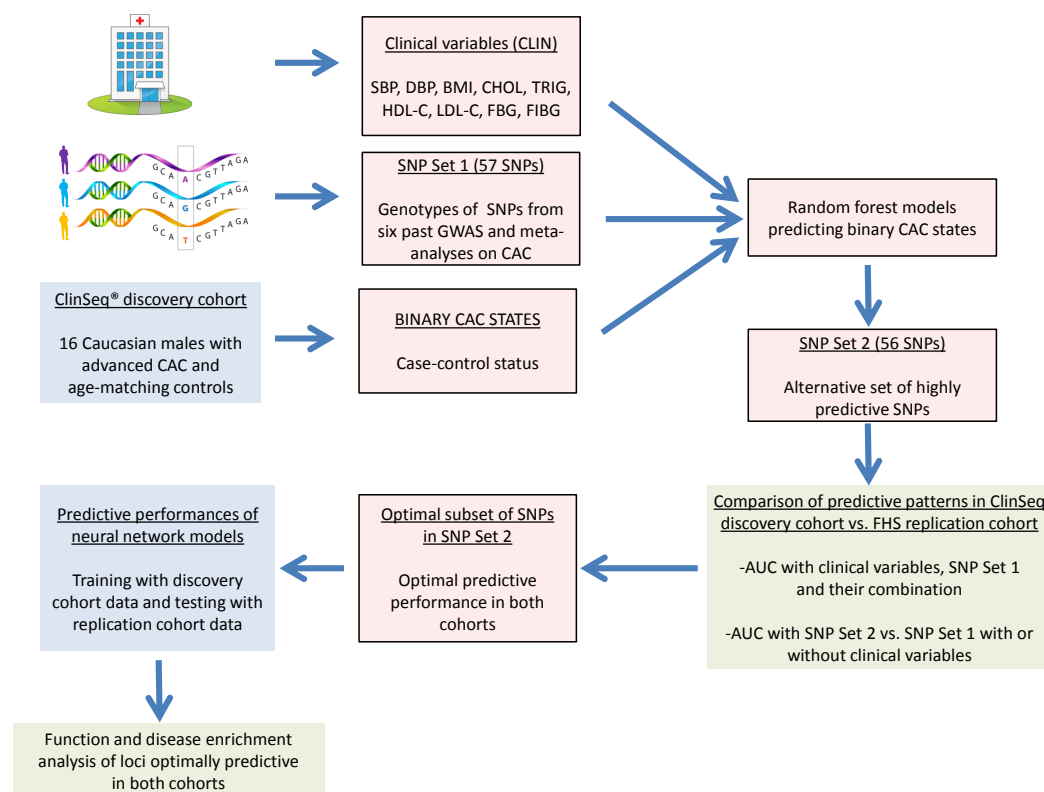 Clinical variables (CLIN)
SBP, DBP, BMI, CHOL, TRIG,
HDL-C, LDL-C, FBG, FIBG
GCA A CGTTAGA
GCA G CGTTAGA
GCA T CGTTAGA
SNP Set 1 (57 SNPs)
Genotypes of SNPs from
six past GWAS and meta-
analyses on CAC
Random forest models
predicting binary CAC states
ClinSeq® discovery cohort
16 Caucasian males with
advanced CAC and
age-matching controls
BINARY CAC STATES
Case-control status
SNP Set 2 (56 SNPs)
Alternative set of highly
predictive SNPs
Comparison of predictive patterns in ClinSeq
discovery cohort vs. FHS replication cohort
-AUC with clinical variables, SNP Set 1
and their combination
-AUC with SNP Set 2 vs. SNP Set 1 with or
without clinical variables
Optimal subset of SNPs
in SNP Set 2
Optimal predictive
performance in both
cohorts
Predictive performances of
neural network models
Training with discovery
cohort data and testing with
replication cohort data
Function and disease enrichment
analysis of loci optimally predictive
in both cohorts